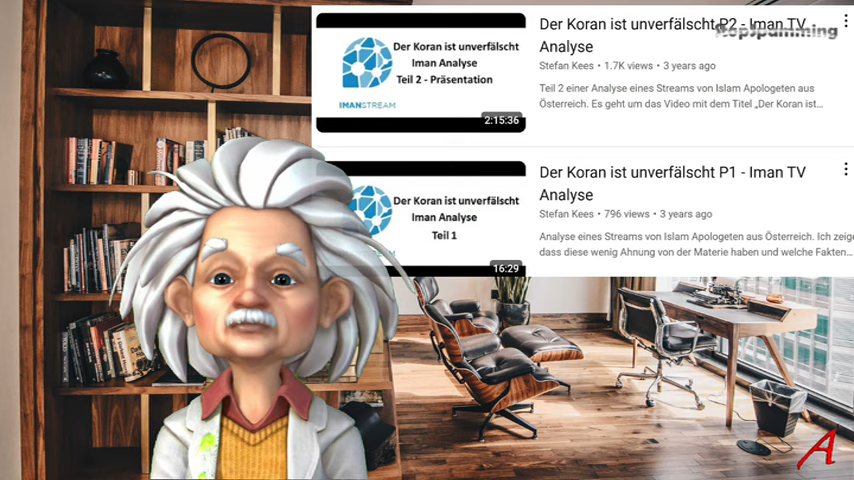 Der Koran ist unverfälscht
Iman Analyse
Teil 2 - Präsentation
IMANSTREAM
2:15:36
Der Koran ist unverfälscht P2 - Iman TV
Analyse
Stefan Kees • 1.7K views • 3 years ago
Teil 2 einer Analyse eines Streams von Islam Apologeten aus
Österreich. Es geht um das Video mit dem Titel „Der Koran ist...
StopSpamming
Der Koran ist unverfälscht
Iman Analyse
Teil 1
16:29
Der Koran ist unverfälscht P1 - Iman TV
Analyse
Stefan Kees • 796 views • 3 years ago
Analyse eines Streams von Islam Apologeten aus Österreich. Ich zeige
dass diese wenig Ahnung von der Materie haben und welche Fakten...
A